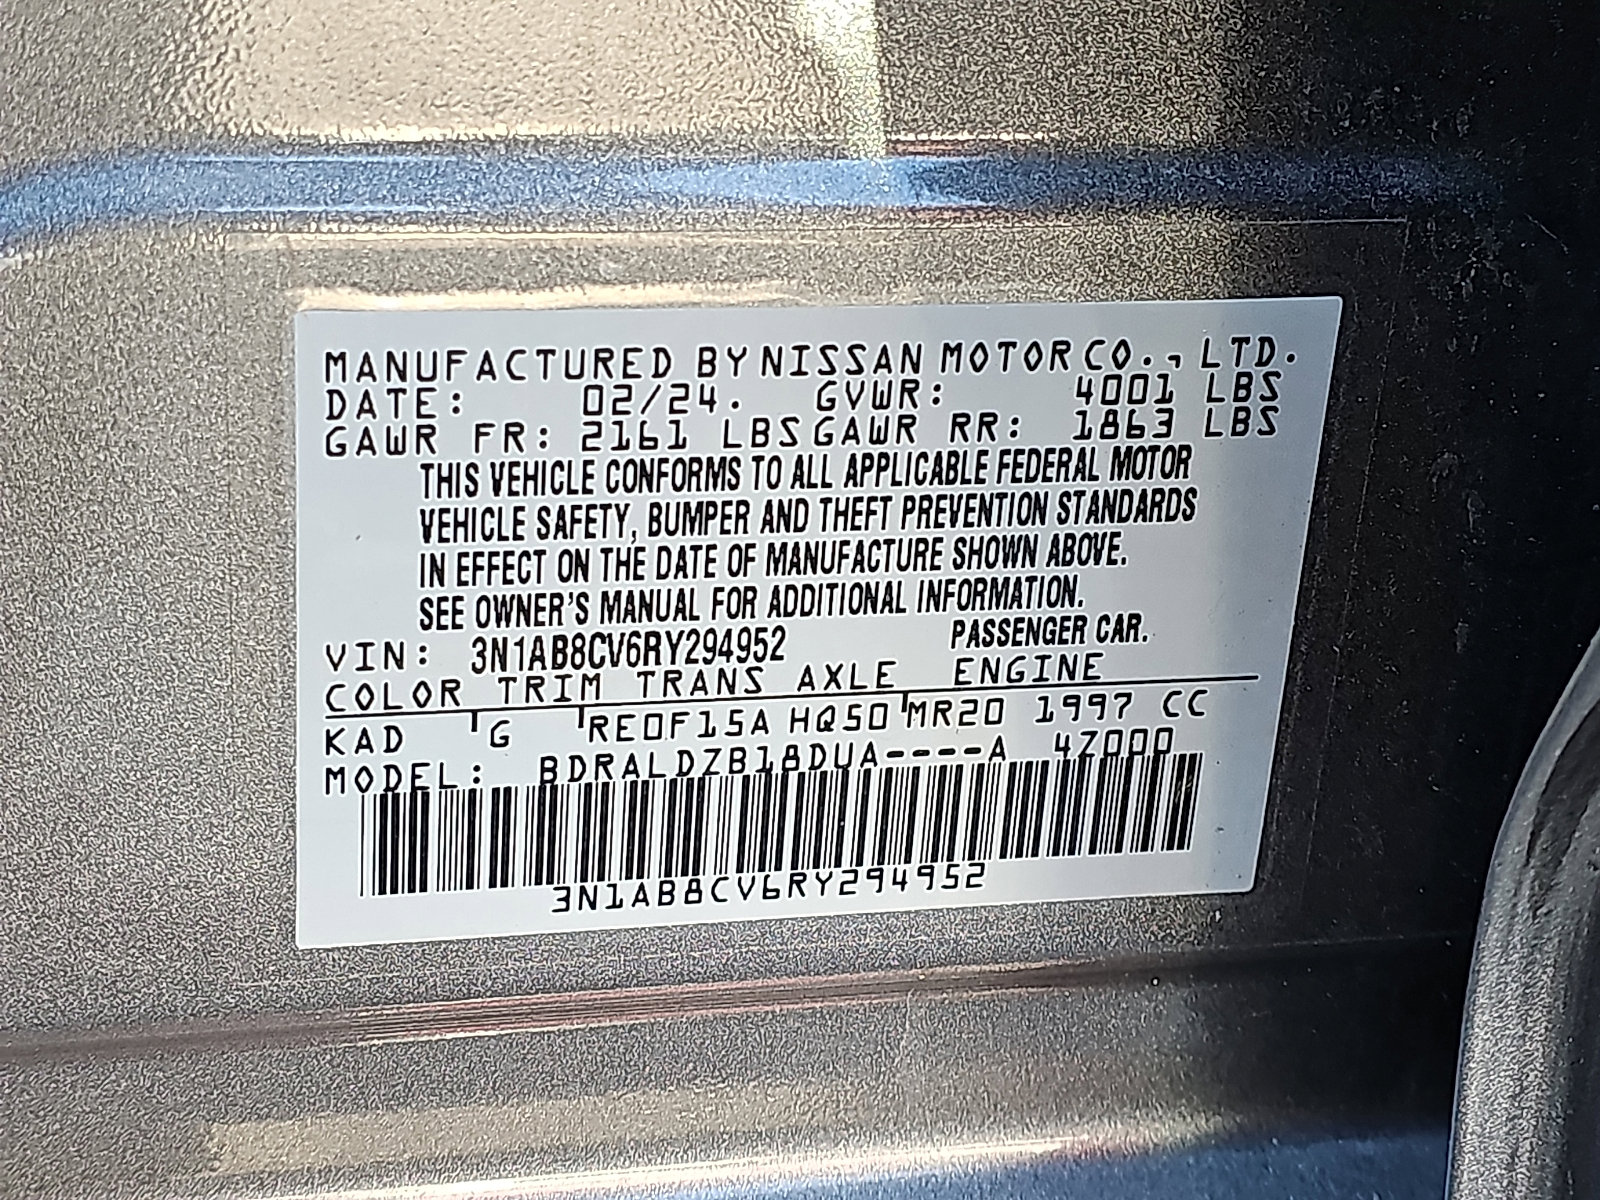 MANUFACTURED BY NISSAN MOTOR CO., LTD.
DATE: 02/24. GVWR: 4001 LBS
GAWR FR: 2161 LBS GAWR RR: 1863 LBS
THIS VEHICLE CONFORMS TO ALL APPLICABLE FEDERAL MOTOR
VEHICLE SAFETY, BUMPER AND THEFT PREVENTION STANDARDS
IN EFFECT ON THE DATE OF MANUFACTURE SHOWN ABOVE.
SEE OWNER'S MANUAL FOR ADDITIONAL INFORMATION.
VIN: 3N1AB8CV6RY294952 PASSENGER CAR.
COLOR TRIM TRANS AXLE ENGINE
KAD G RE0F15A HQ50 MR20 1997 CC
MODEL: BDRALDZB18DUA----A 4Z000
3N1AB8CV6RY294952